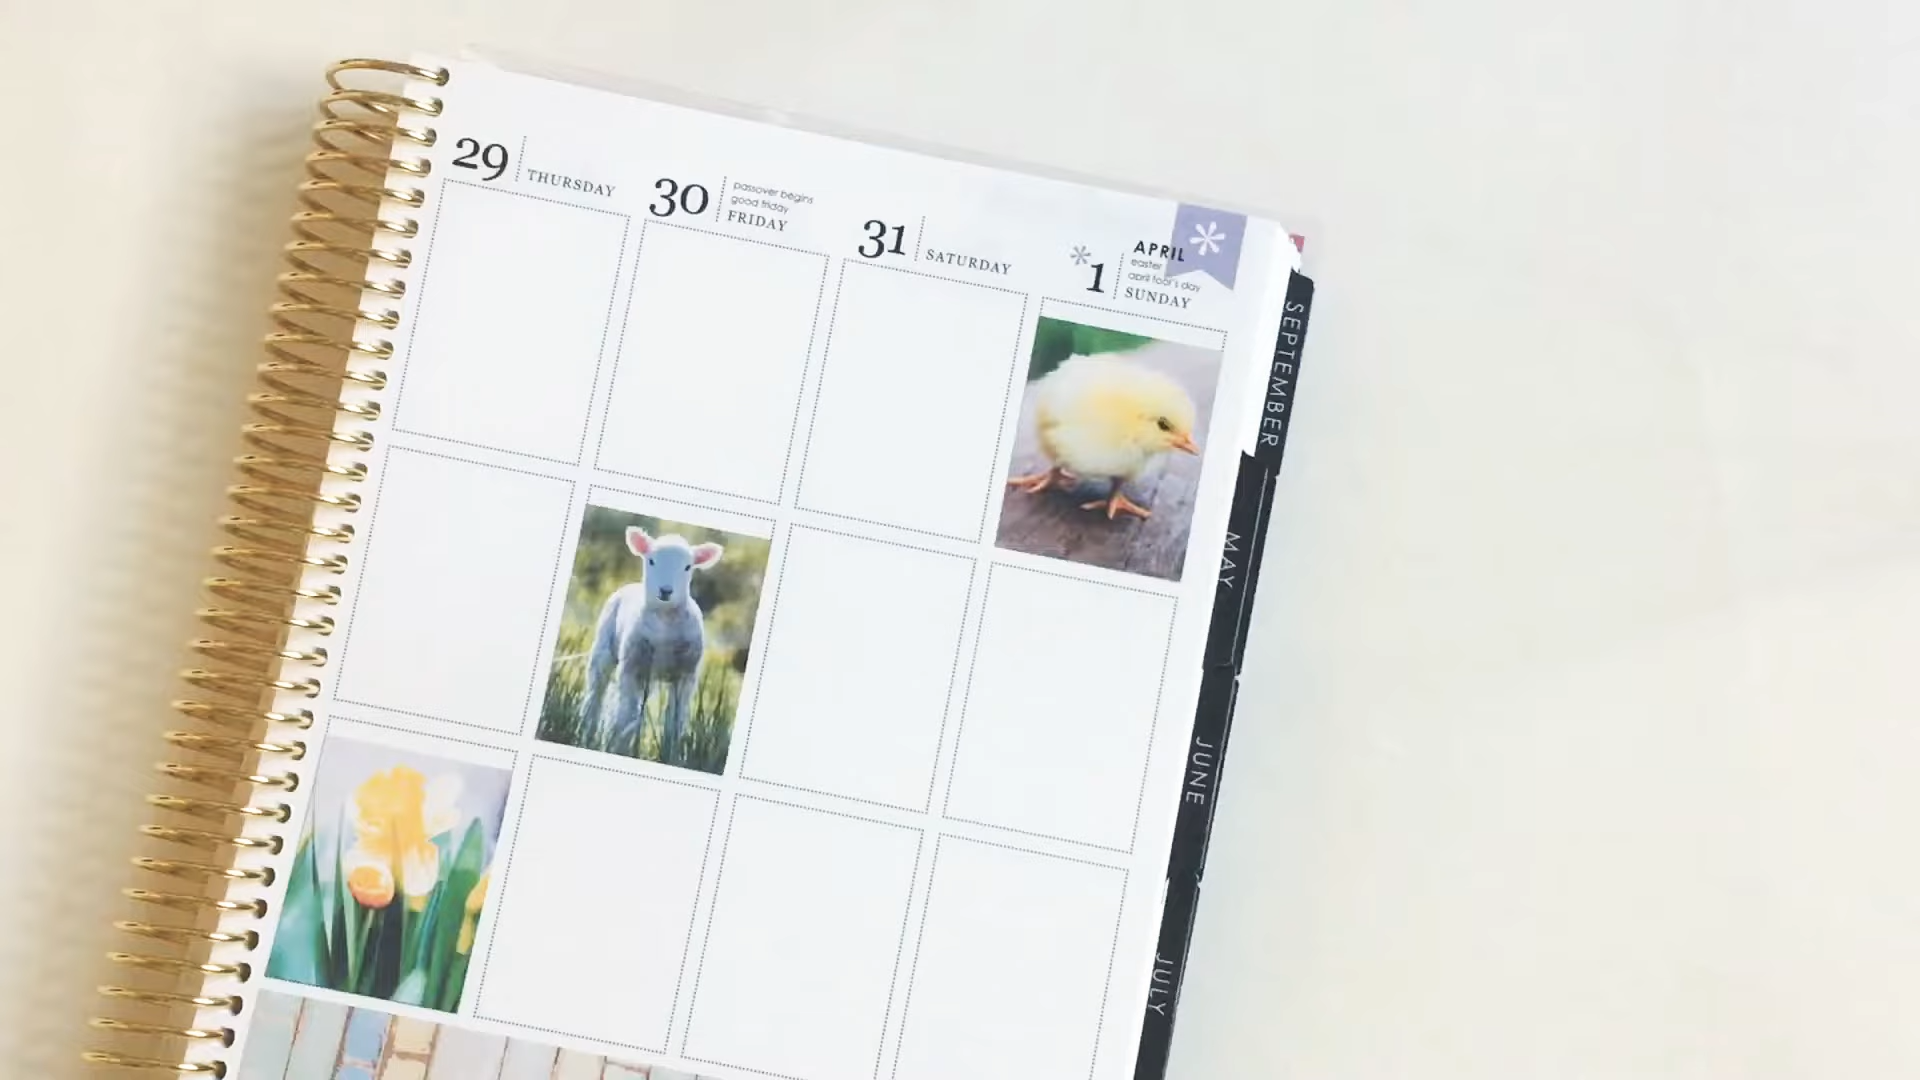 29 THURSDAY
passover begins
good friday
30 FRIDAY
31 SATURDAY
APRIL
easter
april fool's day
*1 SUNDAY
SEPTEMBER
MAY
JUNE
JULY